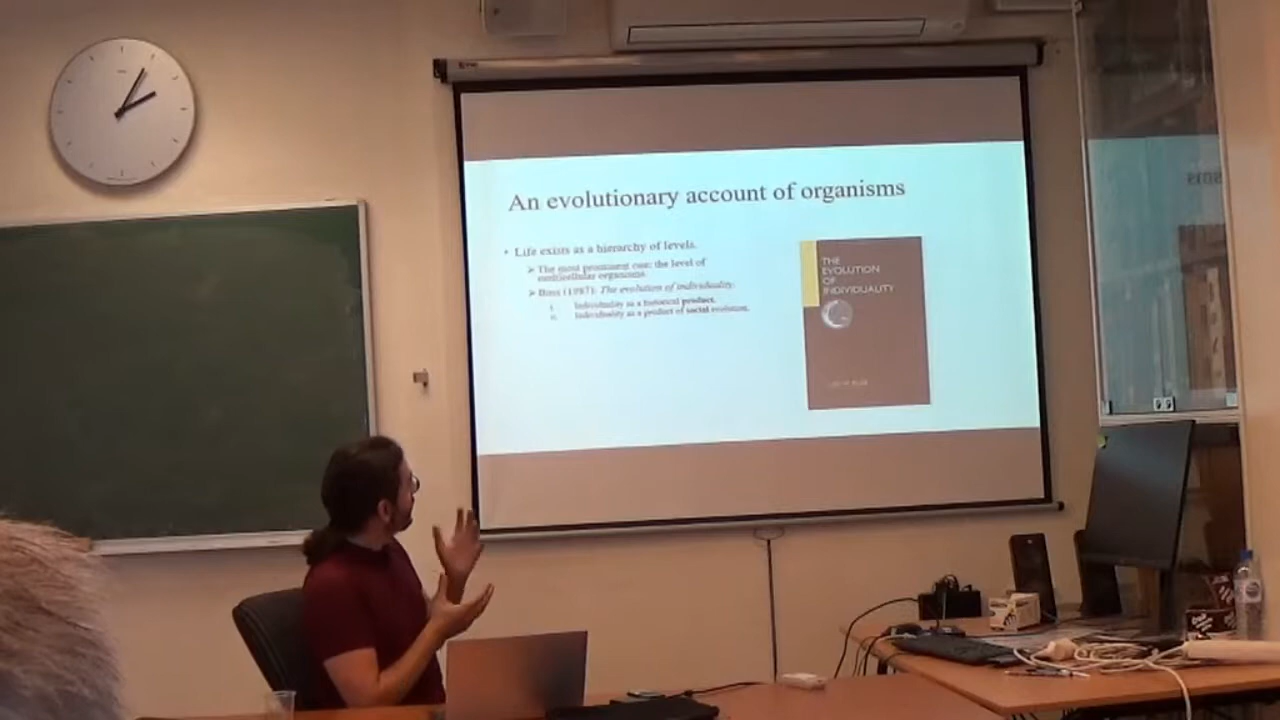 An evolutionary account of organisms
• Life exists as a hierarchy of levels.
➢ The most prominent case: the level of
multicellular organisms.
➢ Buss (1987): The evolution of individuality.
i. Individuality as a historical product.
ii. Individuality as a product of social evolution.
THE
EVOLUTION
OF
INDIVIDUALITY